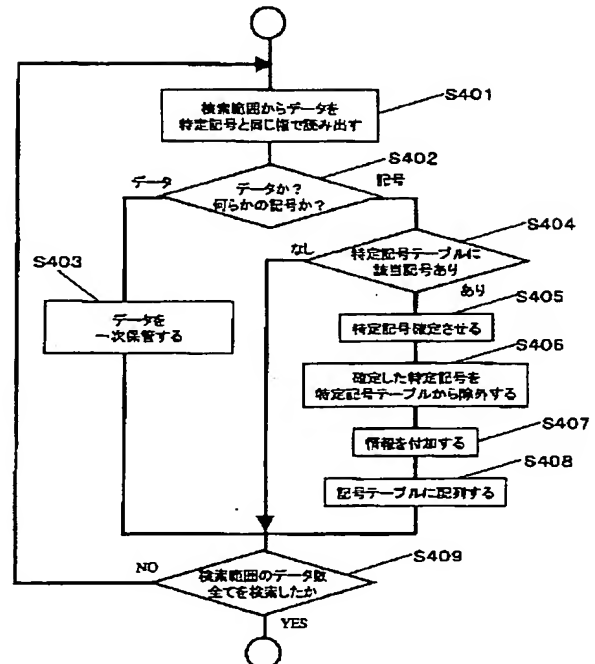 S401
検索範囲からデータを
特定記号と同じ権で読み出す
S402
データ
記号
データか?
何らかの記号か?
S404
なし
特定記号テーブルに
該当記号あり
あり
S403
データを
一次保管する
S405
特定記号確定させる
S406
確定した特定記号を
特定記号テーブルから除外する
S407
情報を付加する
S408
記号テーブルに配列する
S409
NO
検索範囲のデータ数
全てを検索したか
YES